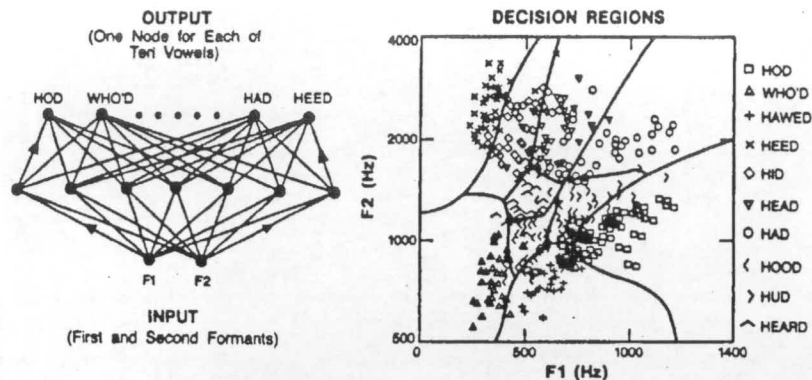 OUTPUT
(One Node for Each of
Ten Vowels)
HOD WHO'D HAD HEED
F1 F2
INPUT
(First and Second Formants)
DECISION REGIONS
4000
2000
1000
500
F2 (Hz)
0 500 1000 1400
F1 (Hz)
HOD
WHO'D
HAWED
HEED
HID
HEAD
HAD
HOOD
HUD
HEARD